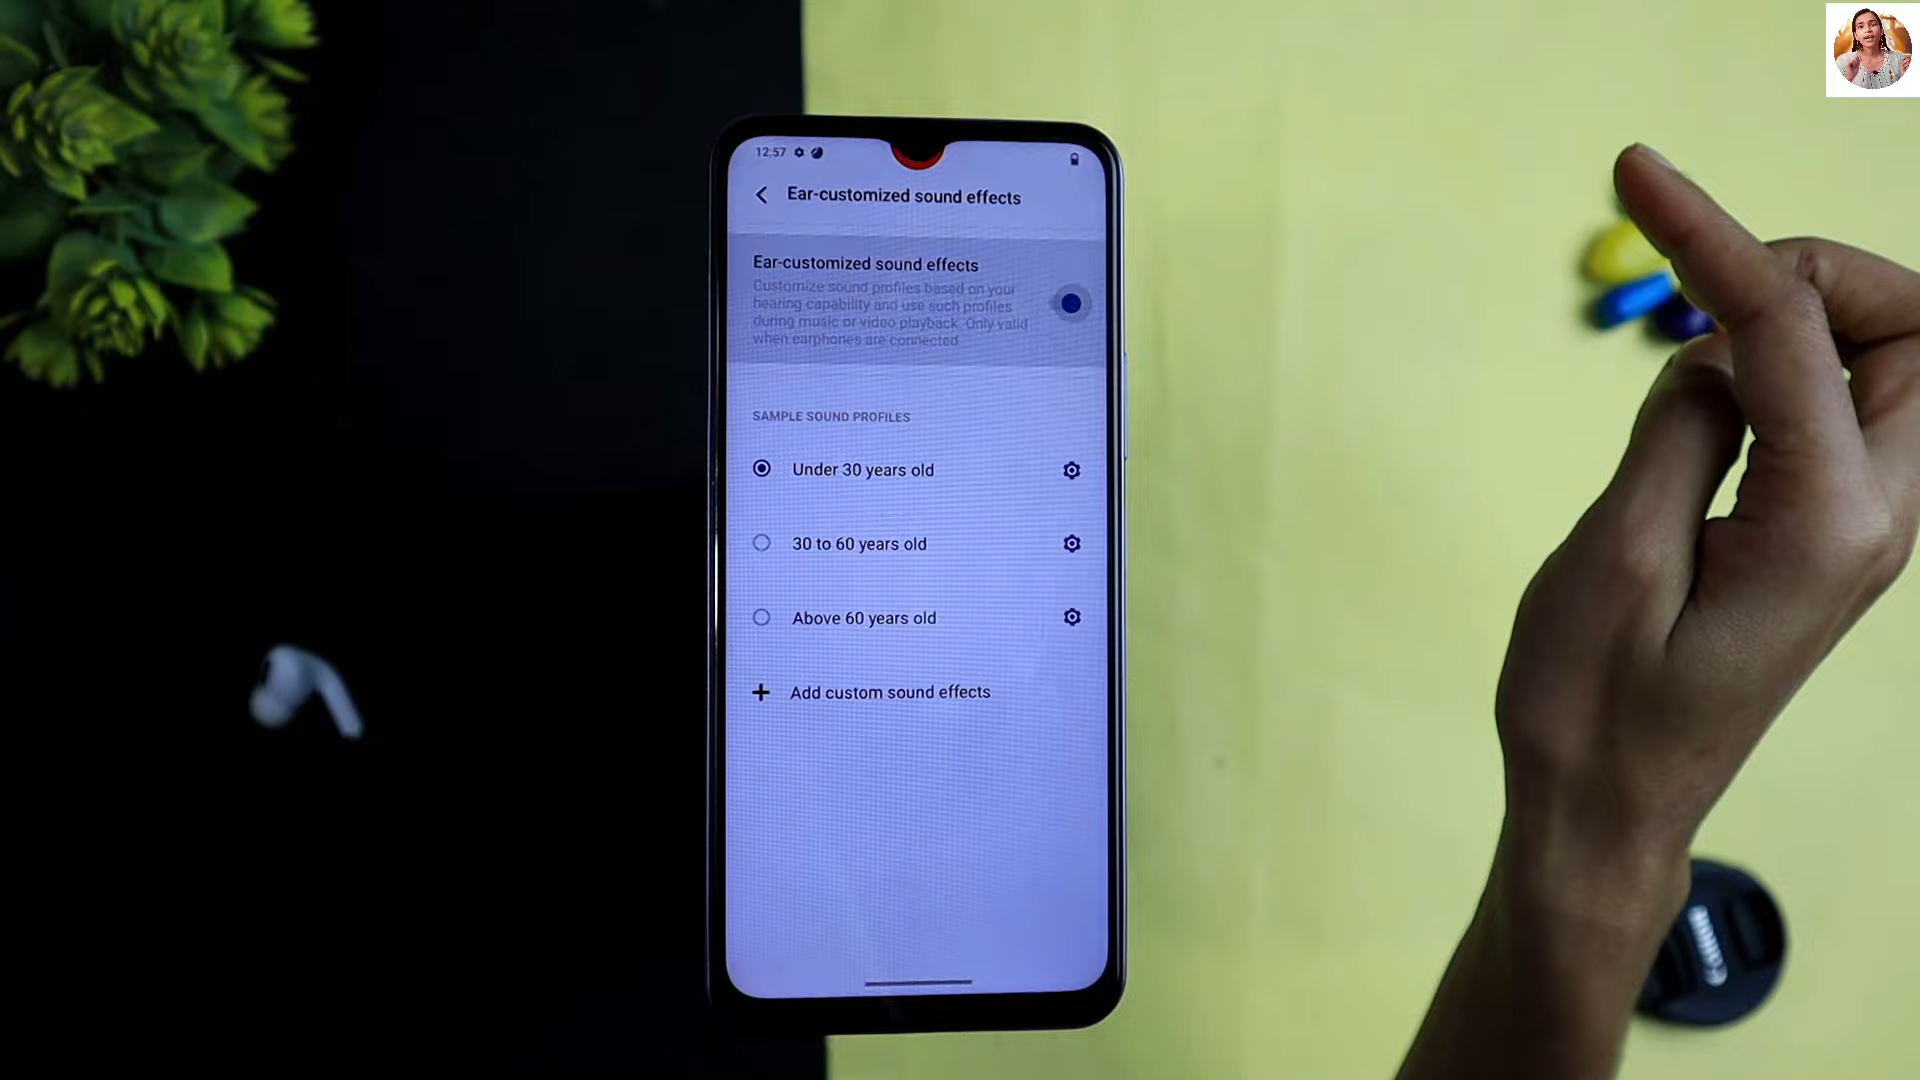 12:57
Ear-customized sound effects
Ear-customized sound effects
Customize sound profiles based on your
hearing capability and use such profiles
during music or video playback. Only valid
when earphones are connected
SAMPLE SOUND PROFILES
Under 30 years old
30 to 60 years old
Above 60 years old
+ Add custom sound effects
Canon